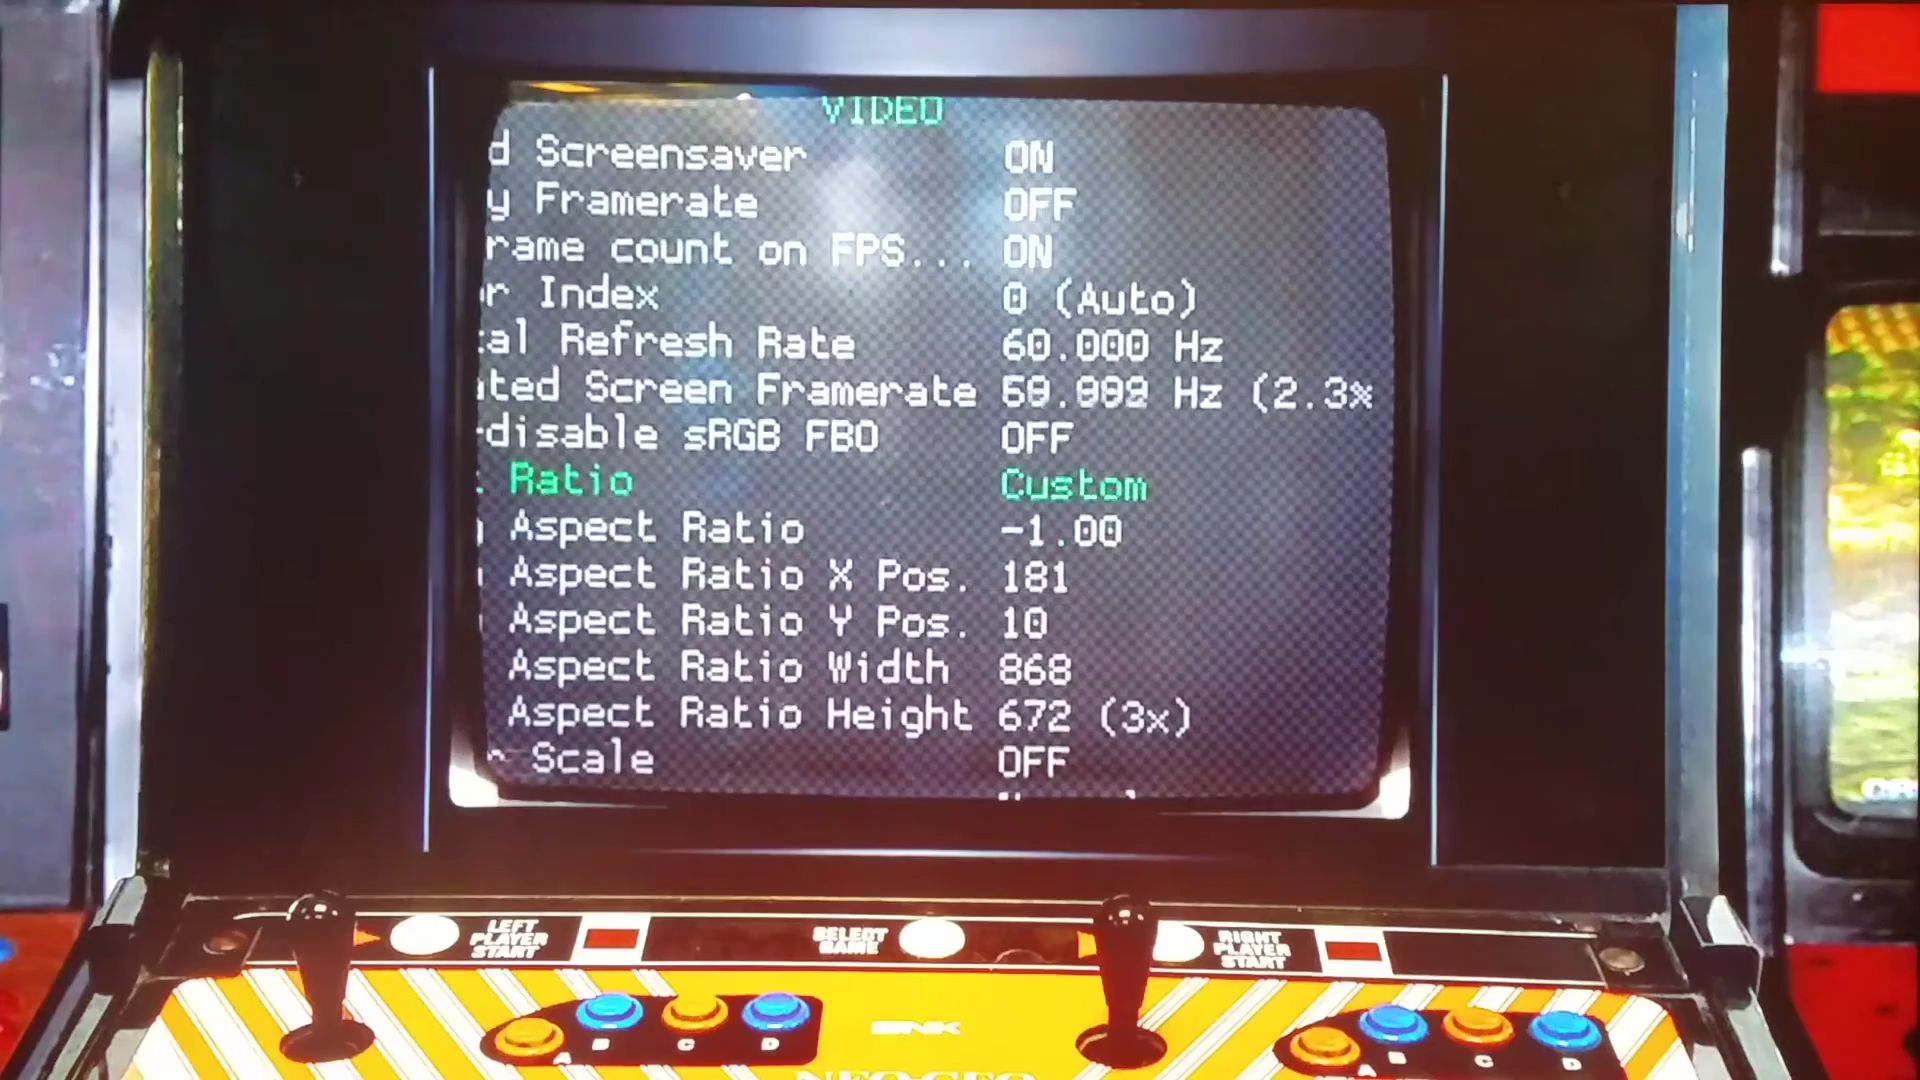 VIDEO
d Screensaver ON
y Framerate OFF
rame count on FPS... ON
r Index 0 (Auto)
al Refresh Rate 60.000 Hz
ated Screen Framerate Hz (2.3%
-disable sRGB FBO OFF
Ratio Custom
Aspect Ratio -1.00
Aspect Ratio X Pos. 181
Aspect Ratio Y Pos. 10
Aspect Ratio Width 868
Aspect Ratio Height 672 (3x)
Scale OFF
LEFT PLAYER START
SELECT GAME
RIGHT PLAYER START
A B C D
SNK
A B C D
NEO·GEO